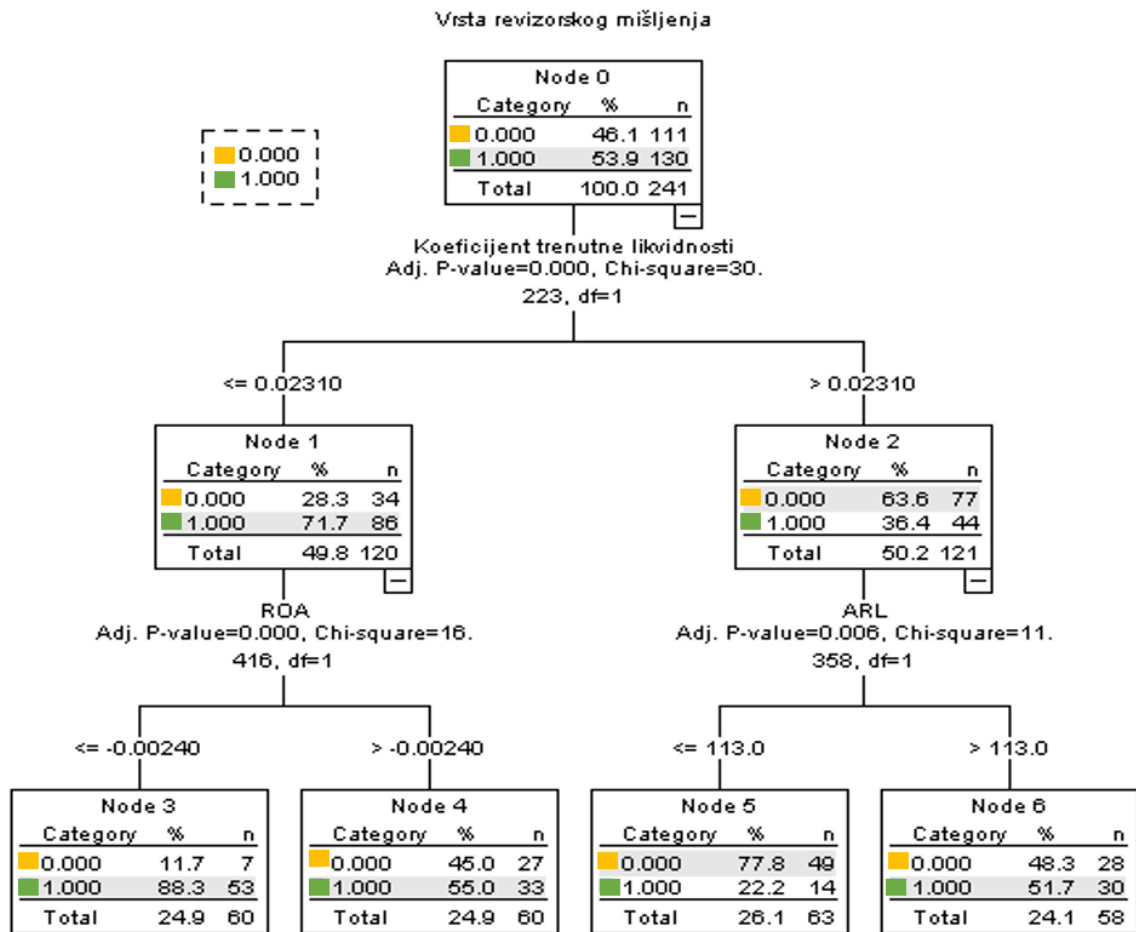 Vrsta revizorskog mišljenja
Node 0
Category % n
0.000 46.1 111
1.000 53.9 130
Total 100.0 241
0.000
1.000
Koeficijent trenutne likvidnosti
Adj. P-value=0.000, Chi-square=30.
223, df=1
<= 0.02310
> 0.02310
Node 1
Category % n
0.000 28.3 34
1.000 71.7 86
Total 49.8 120
Node 2
Category % n
0.000 63.6 77
1.000 36.4 44
Total 50.2 121
ROA
Adj. P-value=0.000, Chi-square=16.
416, df=1
ARL
Adj. P-value=0.006, Chi-square=11.
358, df=1
<= -0.00240
> -0.00240
<= 113.0
> 113.0
Node 3
Category % n
0.000 11.7 7
1.000 88.3 53
Total 24.9 60
Node 4
Category % n
0.000 45.0 27
1.000 55.0 33
Total 24.9 60
Node 5
Category % n
0.000 77.8 49
1.000 22.2 14
Total 26.1 63
Node 6
Category % n
0.000 48.3 28
1.000 51.7 30
Total 24.1 58